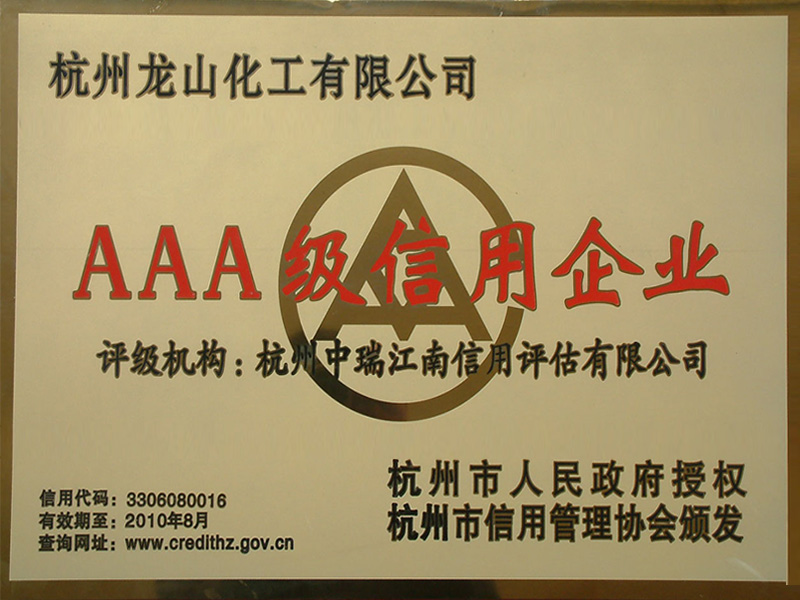 杭州龙山化工有限公司
AAA级信用企业
评级机构：杭州中瑞江南信用评估有限公司
信用代码：3306080016
有效期至：2010年8月
查询网址：www.credithz.gov.cn
杭州市人民政府授权
杭州市信用管理协会颁发